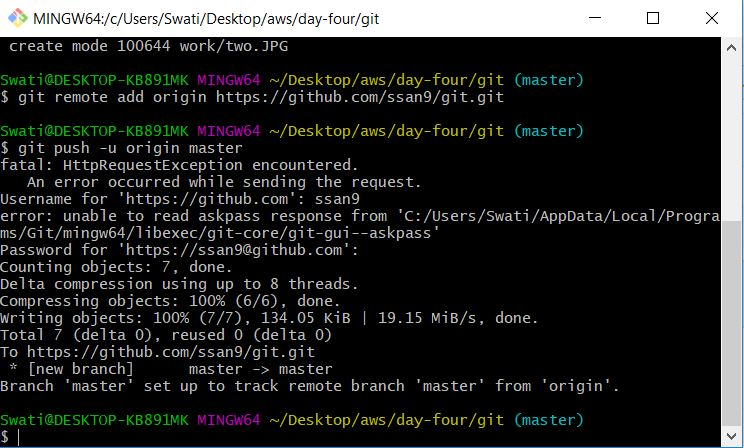 MINGW64:/c/Users/Swati/Desktop/aws/day-four/git
create mode 100644 work/two.JPG
Swati@DESKTOP-KB891MK MINGW64 ~/Desktop/aws/day-four/git (master)
$ git remote add origin https://github.com/ssan9/git.git
Swati@DESKTOP-KB891MK MINGW64 ~/Desktop/aws/day-four/git (master)
$ git push -u origin master
fatal: HttpRequestException encountered.
An error occurred while sending the request.
Username for 'https://github.com': ssan9
error: unable to read askpass response from 'C:/Users/Swati/AppData/Local/Progra
ms/Git/mingw64/libexec/git-core/git-gui--askpass'
Password for 'https://ssan9@github.com':
Counting objects: 7, done.
Delta compression using up to 8 threads.
Compressing objects: 100% (6/6), done.
Writing objects: 100% (7/7), 134.05 KiB | 19.15 MiB/s, done.
Total 7 (delta 0), reused 0 (delta 0)
To https://github.com/ssan9/git.git
* [new branch] master -> master
Branch 'master' set up to track remote branch 'master' from 'origin'.
Swati@DESKTOP-KB891MK MINGW64 ~/Desktop/aws/day-four/git (master)
$